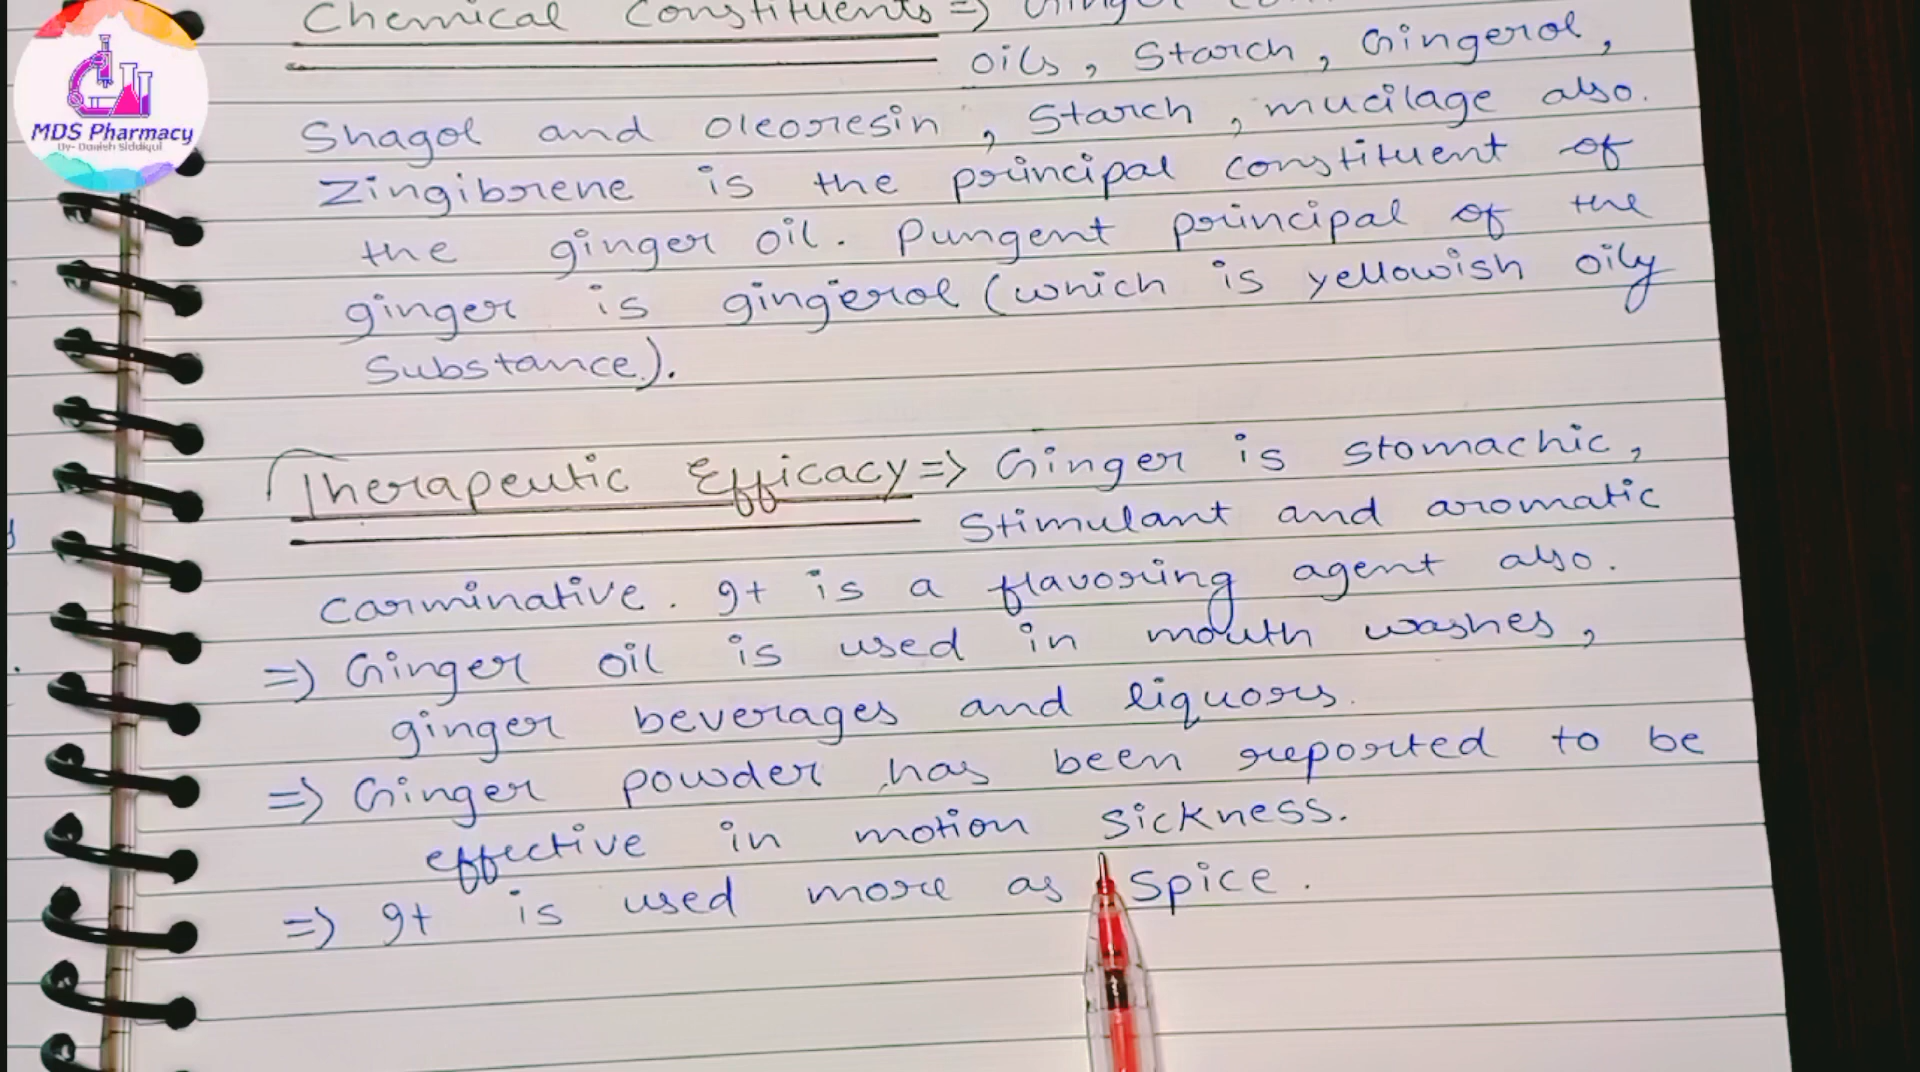 MDS Pharmacy
By- Danish Siddiqui
Chemical Constituents => Ginger
oils, Starch, Gingerol,
Shagol and oleoresin, Starch, mucilage also.
Zingibrene is the principal constituent of
the ginger oil. Pungent principal of the
ginger is gingerol (which is yellowish oily
Substance).
Therapeutic Efficacy => Ginger is stomachic,
Stimulant and aromatic
carminative. It is a flavoring agent also.
=> Ginger oil is used in mouth washes,
ginger beverages and liquors.
=> Ginger powder has been reported to be
effective in motion sickness.
=> It is used more as spice.